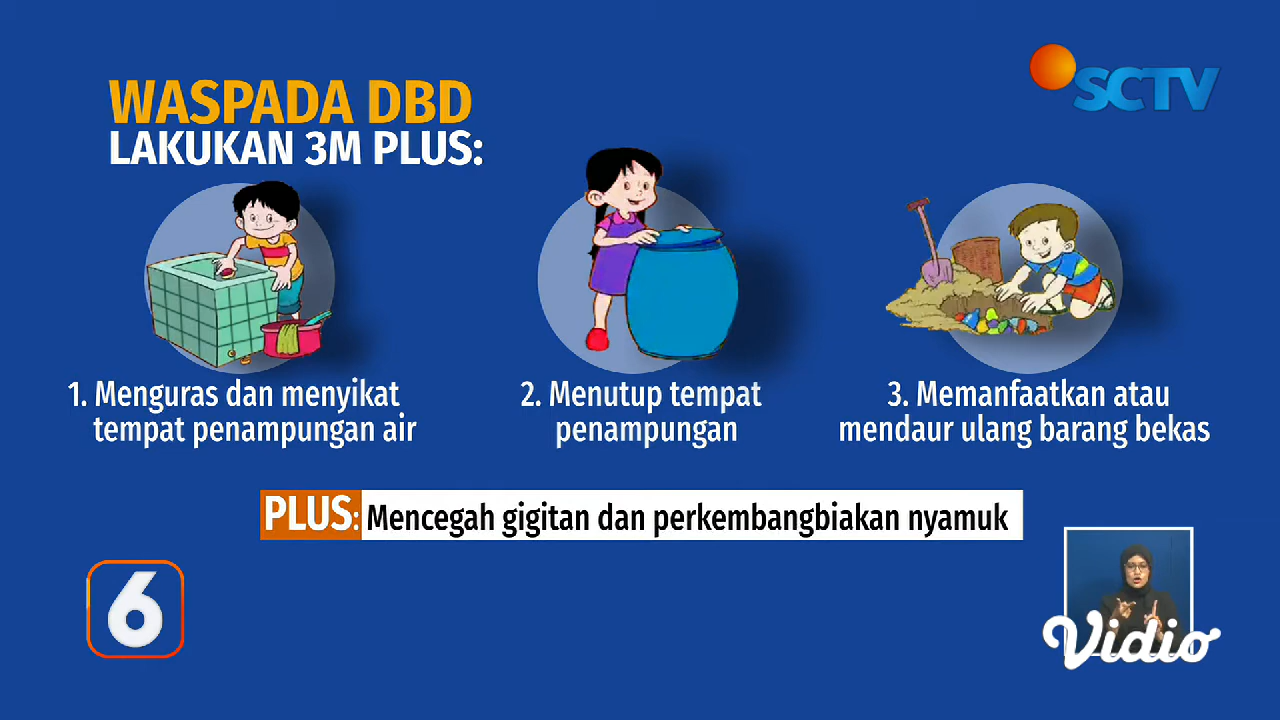 SCTV
WASPADA DBD
LAKUKAN 3M PLUS:
1. Menguras dan menyikat
tempat penampungan air
2. Menutup tempat
penampungan
3. Memanfaatkan atau
mendaur ulang barang bekas
PLUS: Mencegah gigitan dan perkembangbiakan nyamuk
6
Vidio